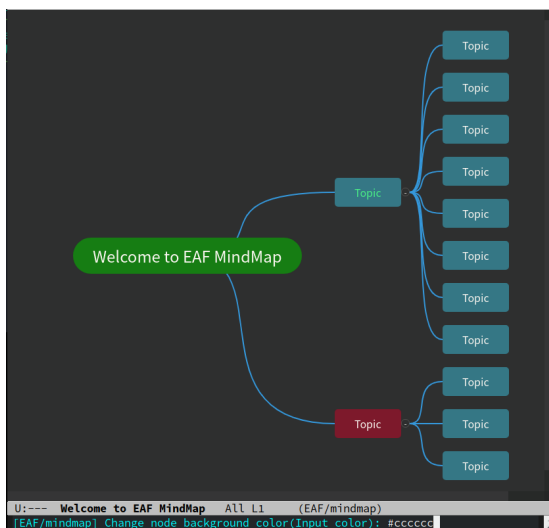 Topic
Topic
Topic
Topic
Topic
Topic
Topic
Topic
Topic
Welcome to EAF MindMap
Topic
Topic
Topic
Topic
U:--- Welcome to EAF MindMap All L1 (EAF/mindmap)
[EAF/mindmap] Change node background color(Input color): #cccccc